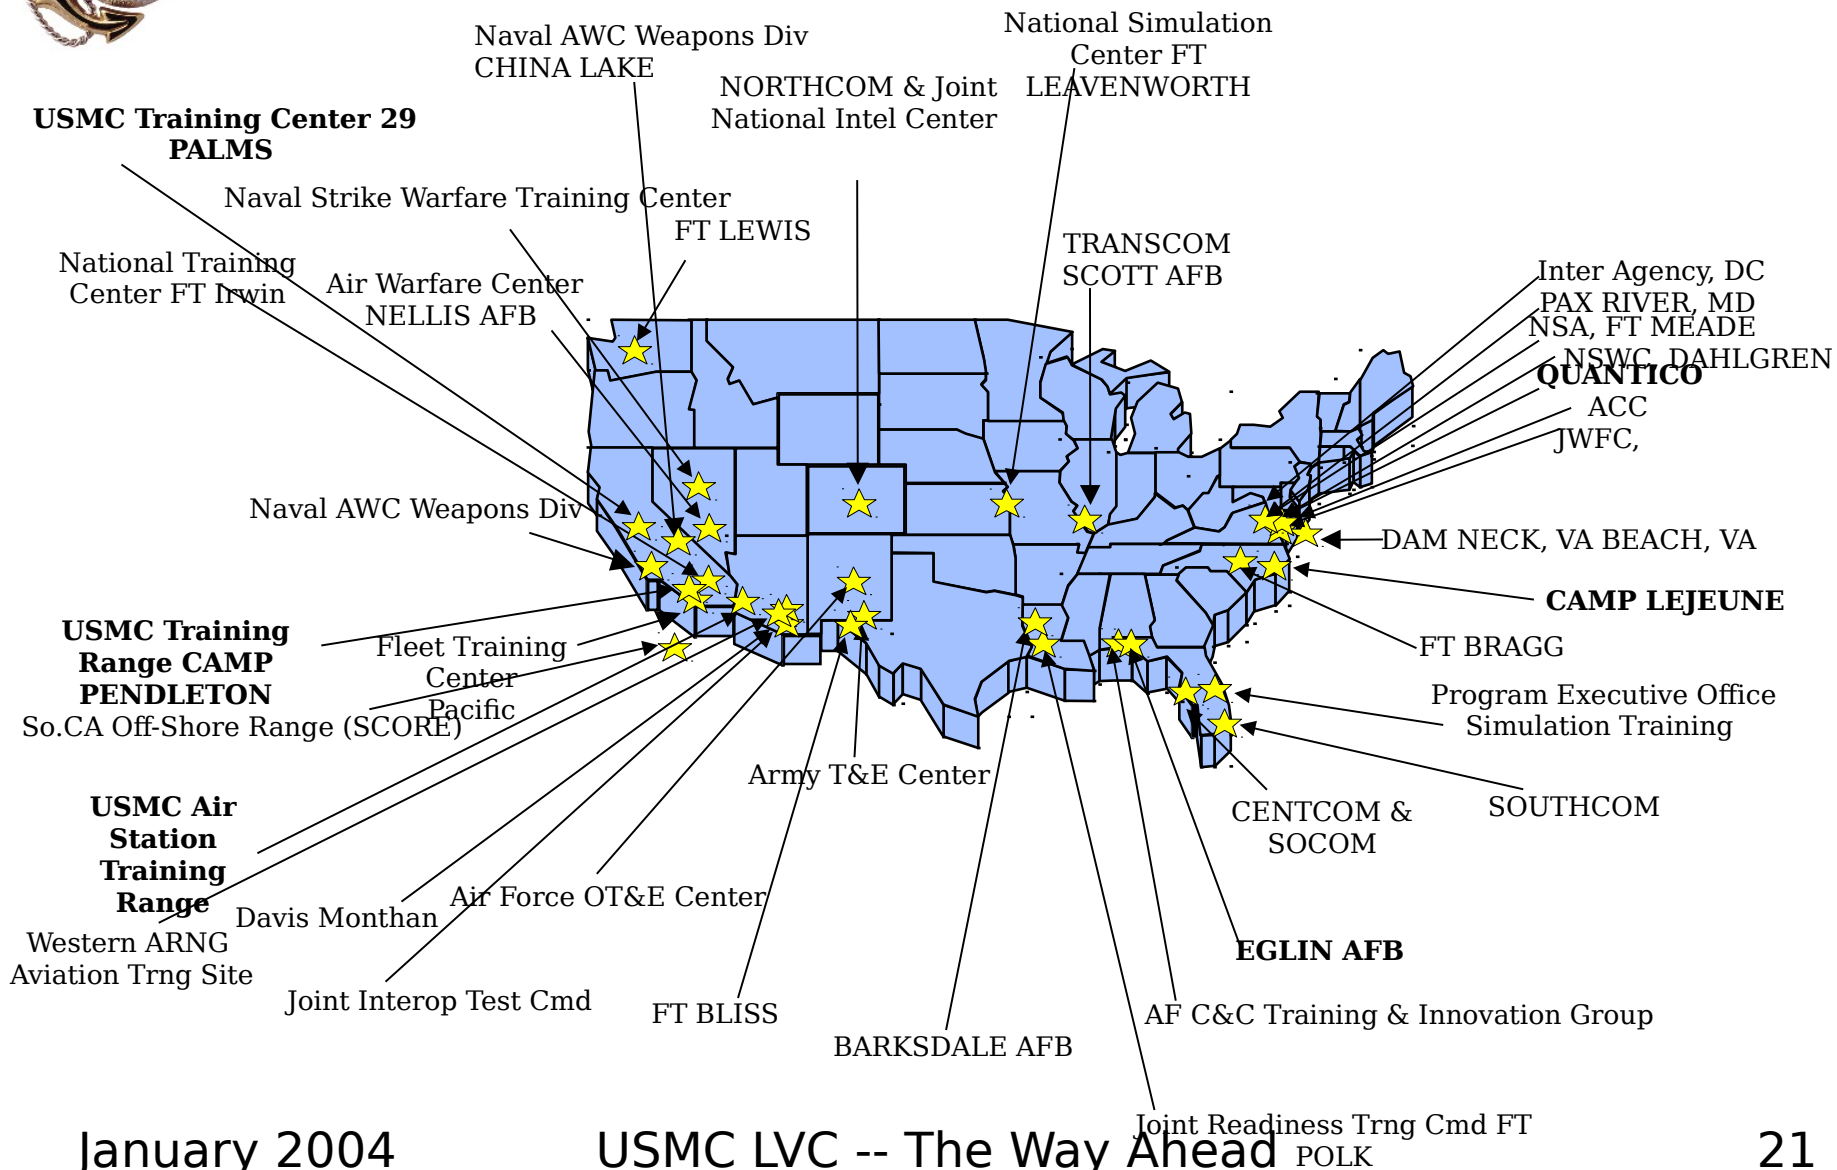 National Simulation
Center FT
LEAVENWORTH
Naval AWC Weapons Div
CHINA LAKE
NORTHCOM & Joint
National Intel Center
USMC Training Center 29
PALMS
Naval Strike Warfare Training Center
FT LEWIS
TRANSCOM
SCOTT AFB
National Training
Center FT Irwin
Air Warfare Center
NELLIS AFB
Inter Agency, DC
PAX RIVER, MD
NSA, FT MEADE
NSWC, DAHLGREN
QUANTICO
ACC
JWFC,
Naval AWC Weapons Div
DAM NECK, VA BEACH, VA
CAMP LEJEUNE
FT BRAGG
USMC Training
Range CAMP
PENDLETON
Fleet Training
Center
Pacific
So.CA Off-Shore Range (SCORE)
Program Executive Office
Simulation Training
Army T&E Center
CENTCOM &
SOCOM
SOUTHCOM
USMC Air
Station
Training
Range
Air Force OT&E Center
Davis Monthan
Western ARNG
Aviation Trng Site
EGLIN AFB
Joint Interop Test Cmd
FT BLISS
AF C&C Training & Innovation Group
BARKSDALE AFB
Joint Readiness Trng Cmd FT
POLK
January 2004
USMC LVC -- The Way Ahead
21